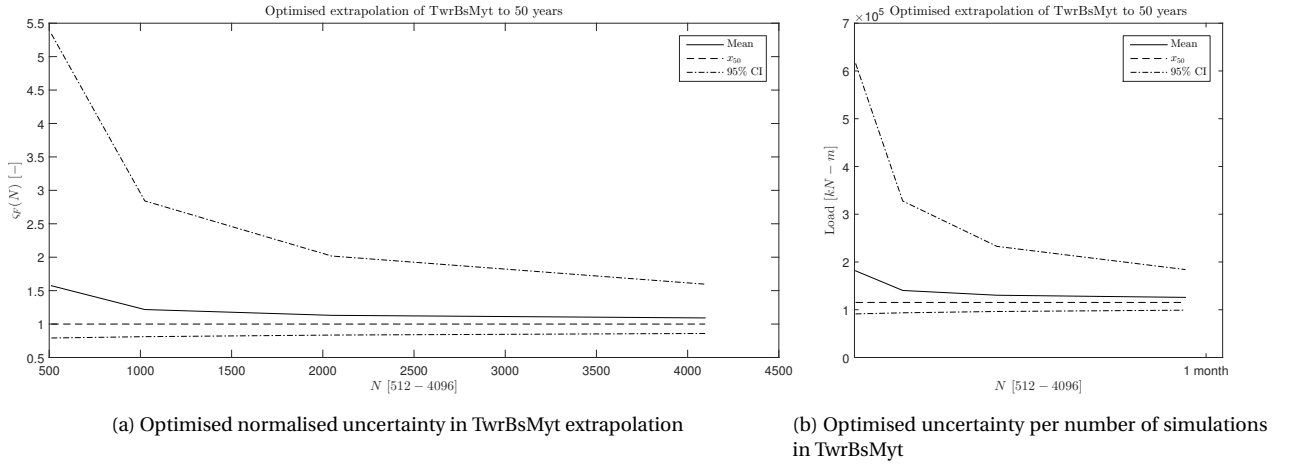 Optimised extrapolation of TwrBsMyt to 50 years
5.5
5
4.5
4
3.5
3
2.5
2
1.5
1
0.5
ςF(N) [−]
Mean
x50
95% CI
500 1000 1500 2000 2500 3000 3500 4000 4500
N [512 − 4096]
(a) Optimised normalised uncertainty in TwrBsMyt extrapolation
×10⁵ Optimised extrapolation of TwrBsMyt to 50 years
7
6
5
4
3
2
1
0
Load [kN − m]
Mean
x50
95% CI
1 month
N [512 − 4096]
(b) Optimised uncertainty per number of simulations
in TwrBsMyt